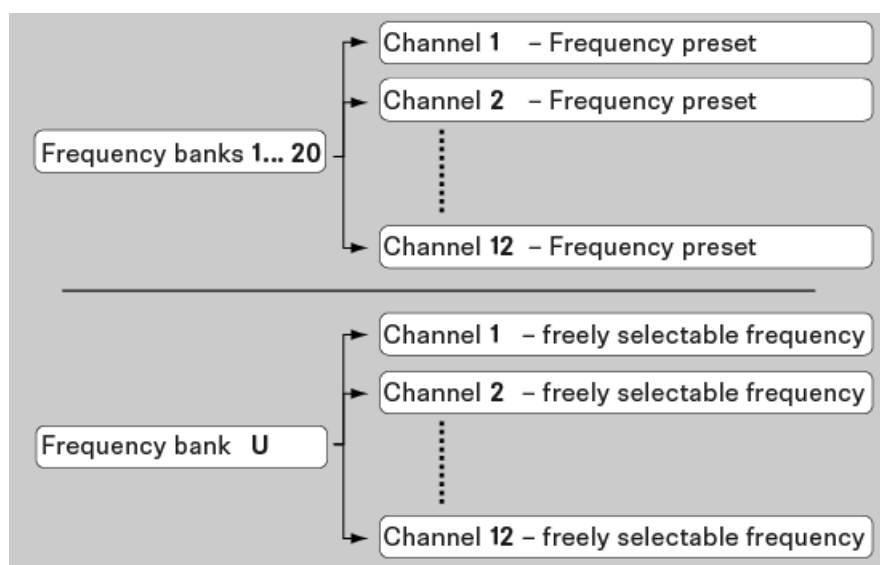 Channel 1 – Frequency preset
Channel 2 – Frequency preset
Frequency banks 1... 20
Channel 12 – Frequency preset
Channel 1 – freely selectable frequency
Channel 2 – freely selectable frequency
Frequency bank U
Channel 12 – freely selectable frequency